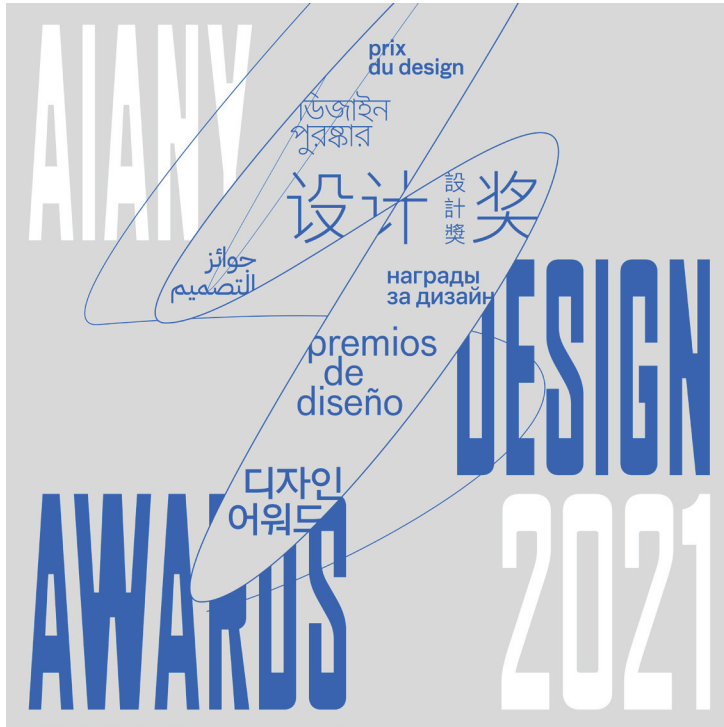 AIANY
prix
du design
ডিজাইন
পুরষ্কার
设计奖
設
計
獎
جوائز
التصميم
награды
за дизайн
DESIGN
premios
de
diseño
디자인
어워드
AWARDS
2021